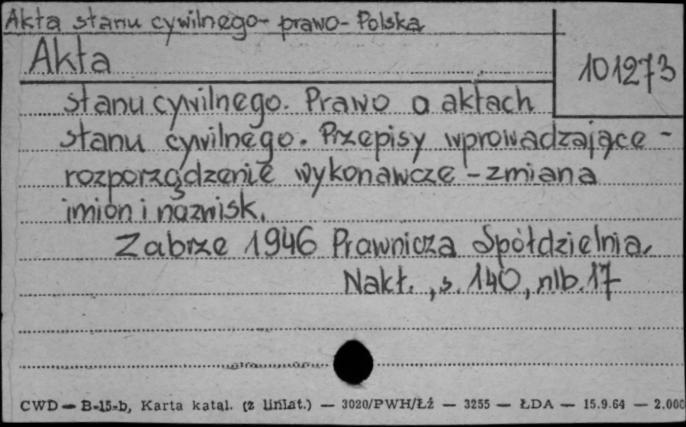 Akta stanu cywilnego - prawo - Polska
Akta
101273
stanu cywilnego. Prawo o aktach
stanu cywilnego. Przepisy wprowadzające -
rozporządzenie wykonawcze - zmiana
imion i nazwisk.
Zabrze 1946 Prawnicza Spółdzielnia
Nakł., s. 140, nlb. 17
CWD — B-15-b, Karta katal. (z liniat.) — 3020/PWH/Łź — 3255 — ŁDA — 15.9.64 — 2.000